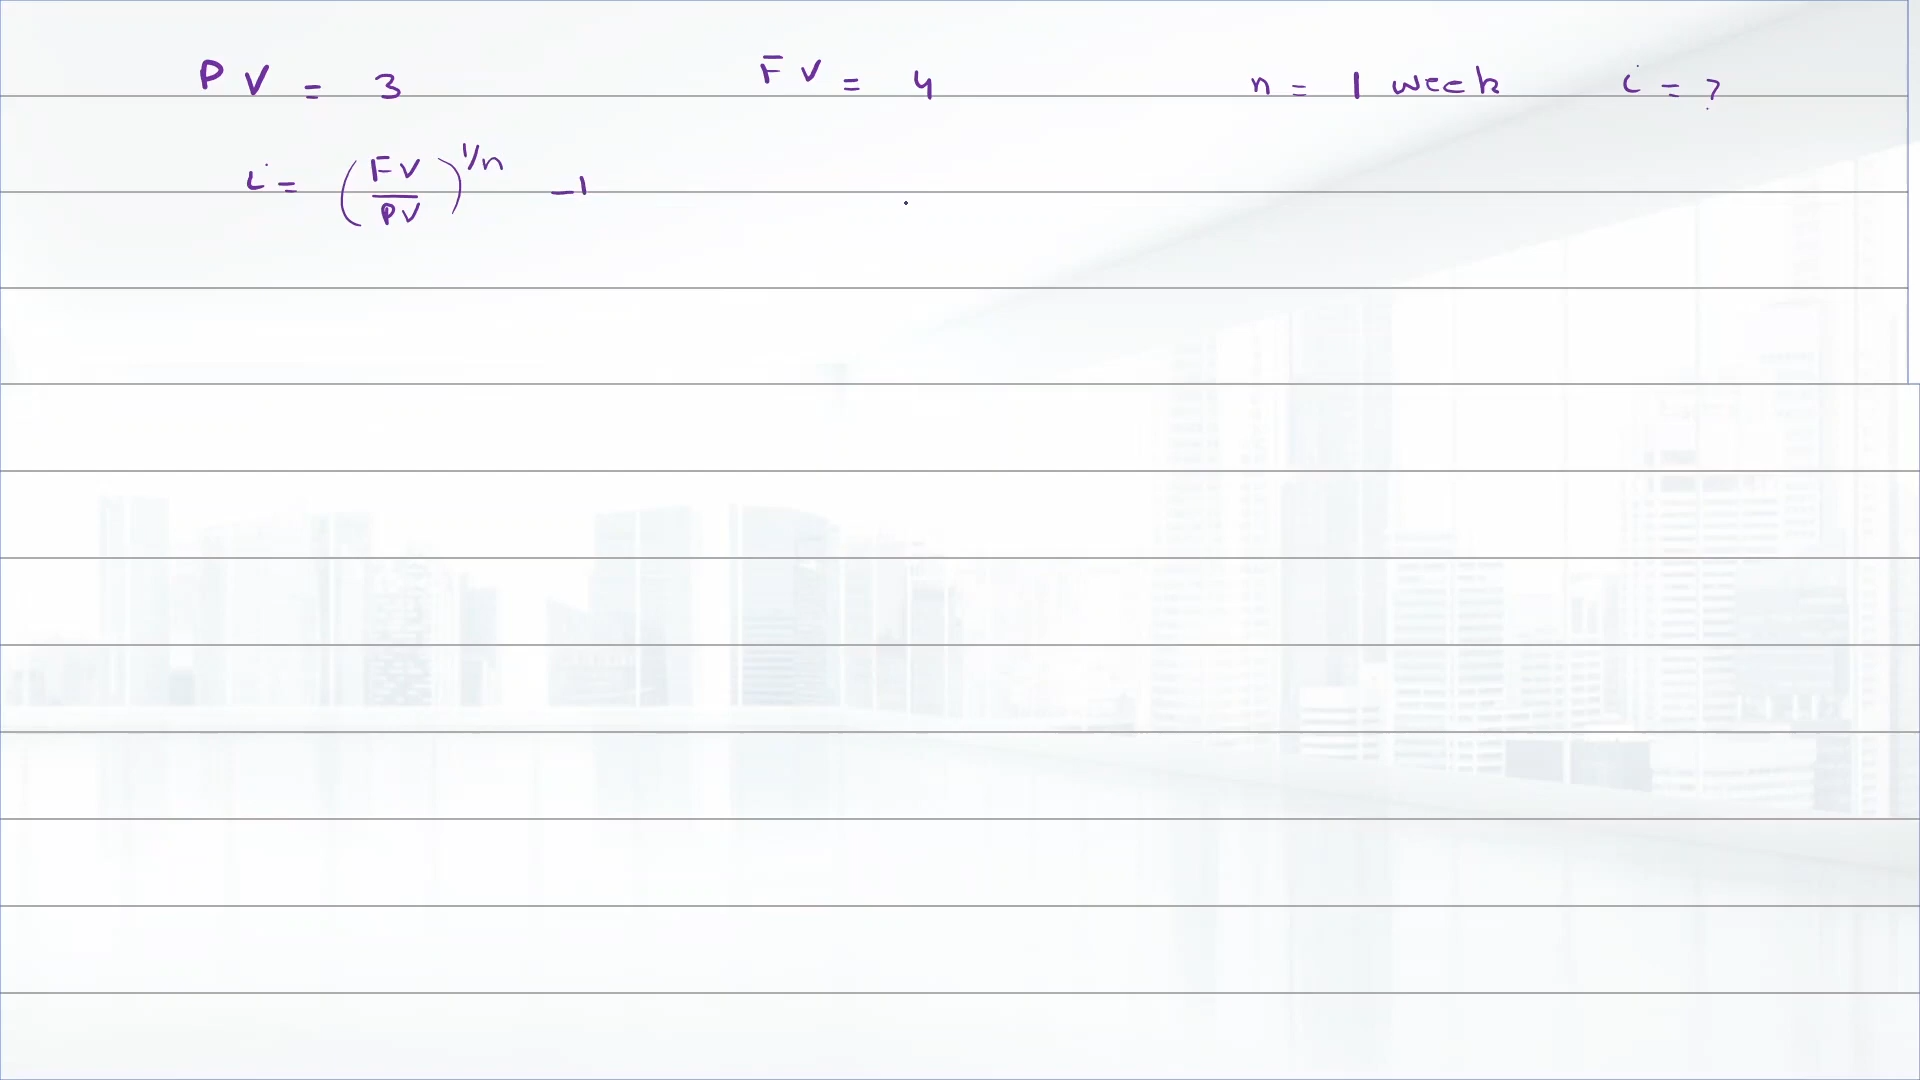 PV = 3 FV = 4 n = 1 week i = ?
i = (FV/PV)^1/n -1